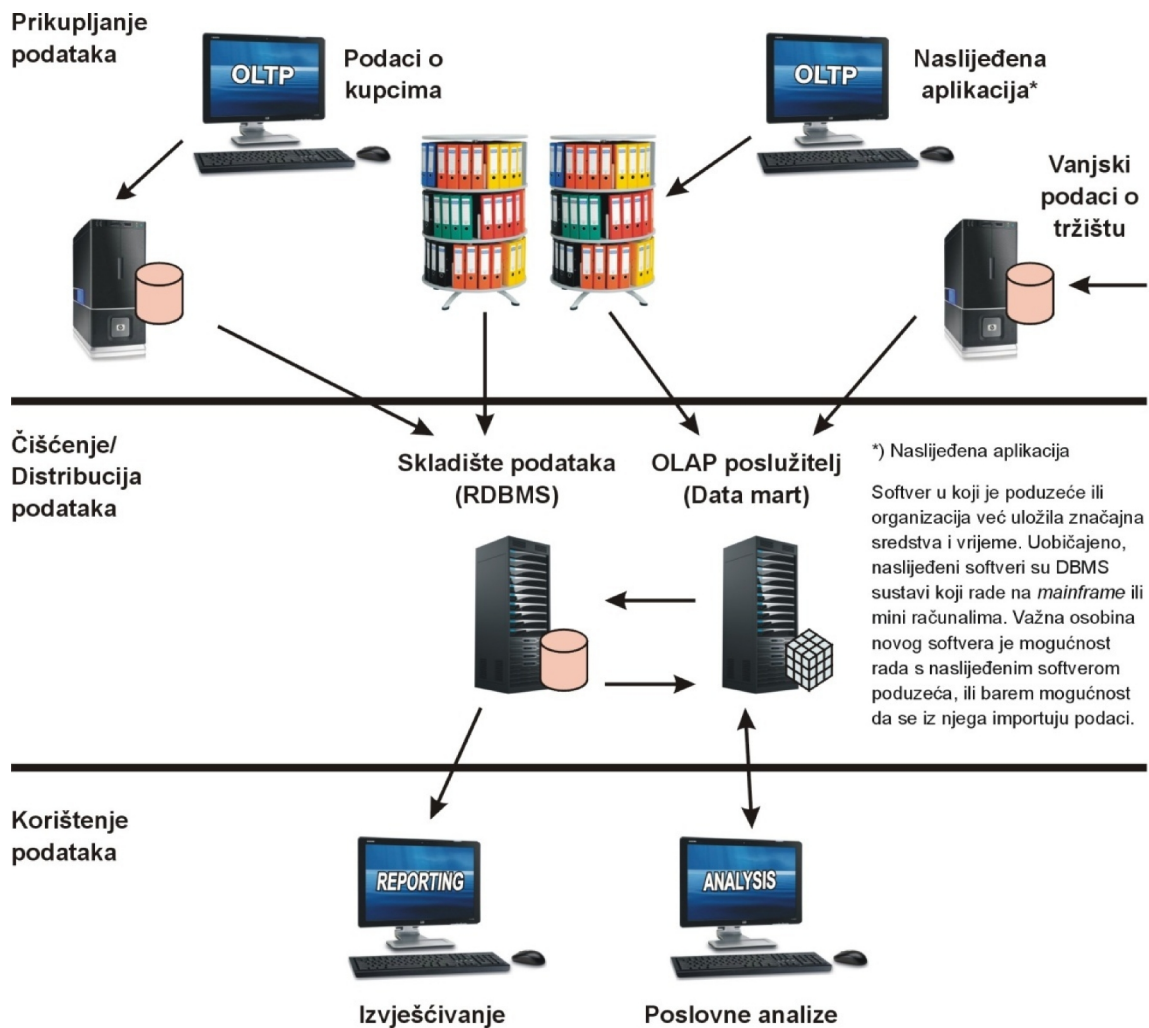 Prikupljanje
podataka
OLTP
Podaci o
kupcima
OLTP
Naslijeđena
aplikacija*
Vanjski
podaci o
tržištu
Čišćenje/
Distribucija
podataka
Skladište podataka
(RDBMS)
OLAP poslužitelj
(Data mart)
*) Naslijeđena aplikacija
Softver u koji je poduzeće ili
organizacija već uložila značajna
sredstva i vrijeme. Uobičajeno,
naslijeđeni softveri su DBMS
sustavi koji rade na mainframe ili
mini računalima. Važna osobina
novog softvera je mogućnost
rada s naslijeđenim softverom
poduzeća, ili barem mogućnost
da se iz njega importuju podaci.
Korištenje
podataka
REPORTING
ANALYSIS
Izvješćivanje
Poslovne analize